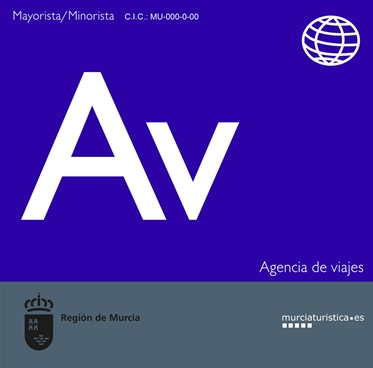 Mayorista/Minorista C.I.C.: MU-000-0-00
Av
Agencia de viajes
Región de Murcia
murciaturistica•es